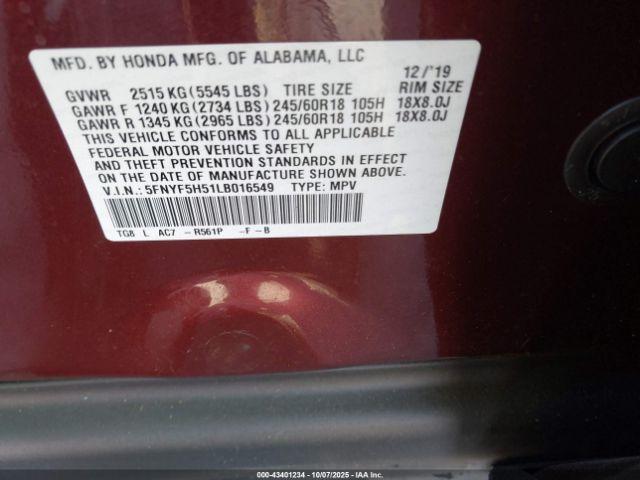 MFD. BY HONDA MFG. OF ALABAMA, LLC
12/'19
GVWR 2515 KG (5545 LBS) TIRE SIZE RIM SIZE
GAWR F 1240 KG (2734 LBS) 245/60R18 105H 18X8.0J
GAWR R 1345 KG (2965 LBS) 245/60R18 105H 18X8.0J
THIS VEHICLE CONFORMS TO ALL APPLICABLE
FEDERAL MOTOR VEHICLE SAFETY
AND THEFT PREVENTION STANDARDS IN EFFECT
ON THE DATE OF MANUFACTURE SHOWN ABOVE.
V.I.N.: 5FNYF5H51LB016549 TYPE: MPV
TG8 L AC7 - R561P -F-B
000-43401234 - 10/07/2025 - IAAI.COM